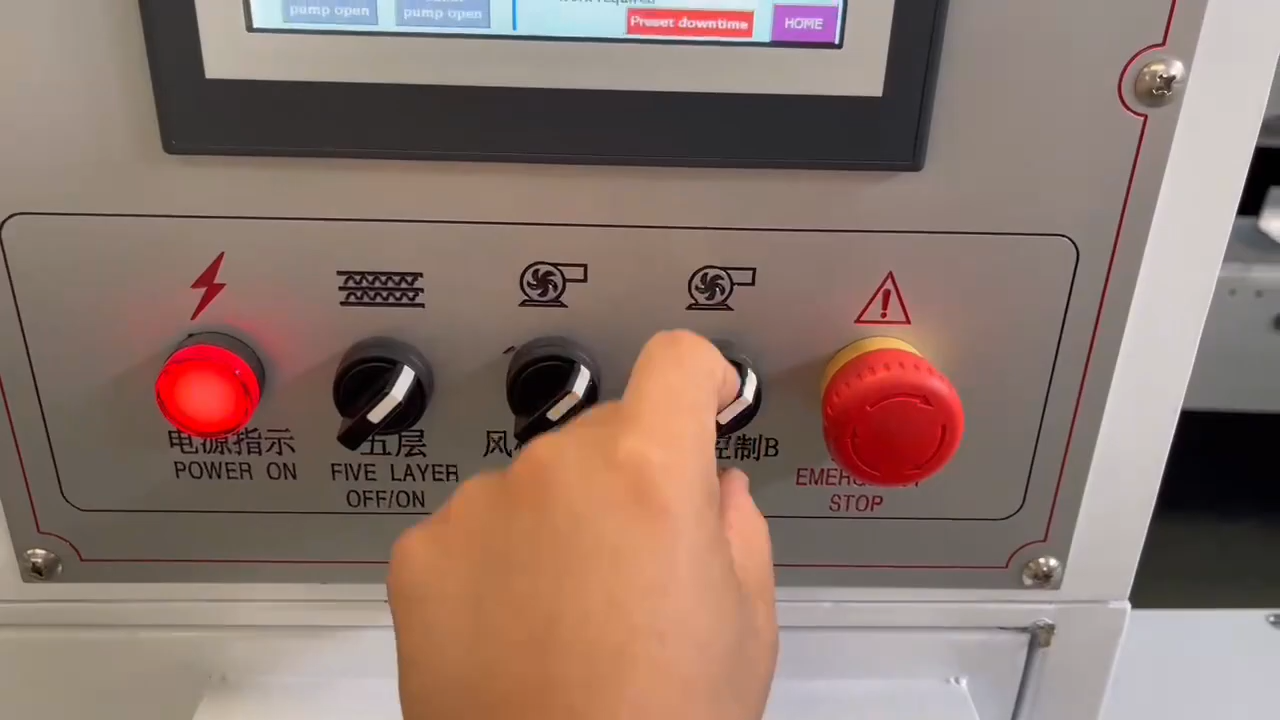 pump open
pump open
Preset downtime
HOME
电源指示
POWER ON
五层
FIVE LAYER
OFF/ON
风
控制B
STOP